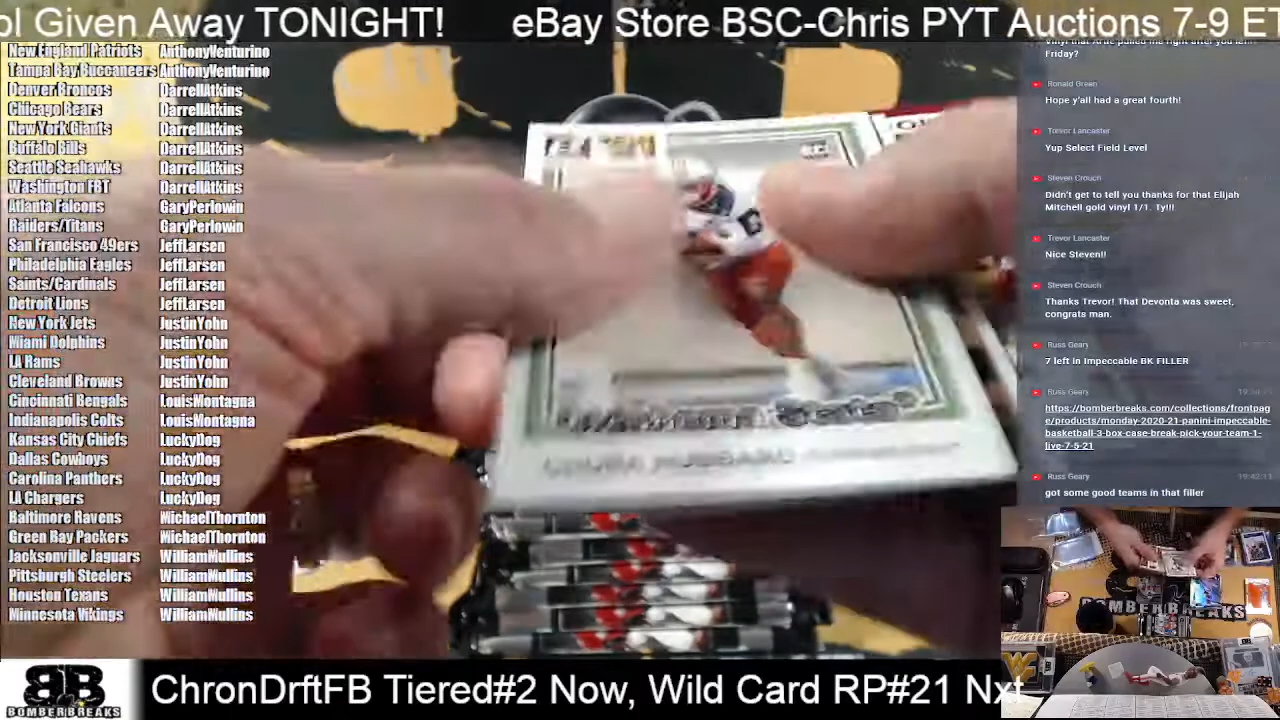 ol Given Away TONIGHT! eBay Store BSC-Chris PYT Auctions 7-9 ET
New England Patriots AnthonyVenturino
Tampa Bay Buccaneers AnthonyVenturino
Denver Broncos DarrellAtkins
Chicago Bears DarrellAtkins
New York Giants DarrellAtkins
Buffalo Bills DarrellAtkins
Seattle Seahawks DarrellAtkins
Washington FBT DarrellAtkins
Atlanta Falcons GaryPerlowin
Raiders/Titans GaryPerlowin
San Francisco 49ers JeffLarsen
Philadelphia Eagles JeffLarsen
Saints/Cardinals JeffLarsen
Detroit Lions JeffLarsen
New York Jets JustinYohn
Miami Dolphins JustinYohn
LA Rams JustinYohn
Cleveland Browns JustinYohn
Cincinnati Bengals LouisMontagna
Indianapolis Colts LouisMontagna
Kansas City Chiefs LuckyDog
Dallas Cowboys LuckyDog
Carolina Panthers LuckyDog
LA Chargers LuckyDog
Baltimore Ravens MichaelThornton
Green Bay Packers MichaelThornton
Jacksonville Jaguars WilliamMullins
Pittsburgh Steelers WilliamMullins
Houston Texans WilliamMullins
Minnesota Vikings WilliamMullins
Friday?
Ronald Green
Hope y'all had a great fourth!
Trevor Lancaster
Yup Select Field Level
Steven Crouch
Didn't get to tell you thanks for that Elijah
Mitchell gold vinyl 1/1. Ty!!!
Trevor Lancaster
Nice Steven!!
Steven Crouch
Thanks Trevor! That Devonta was sweet,
congrats man.
Russ Geary
7 left in Impeccable BK FILLER
Russ Geary
https://bomberbreaks.com/collections/frontpag
e/products/monday-2020-21-panini-impeccable-
basketball-3-box-case-break-pick-your-team-1-
live-7-5-21
Russ Geary 19:42:11
got some good teams in that filler
BOMBERBREAKS
BB
BOMBERBREAKS
ChronDrftFB Tiered#2 Now, Wild Card RP#21 Nxt